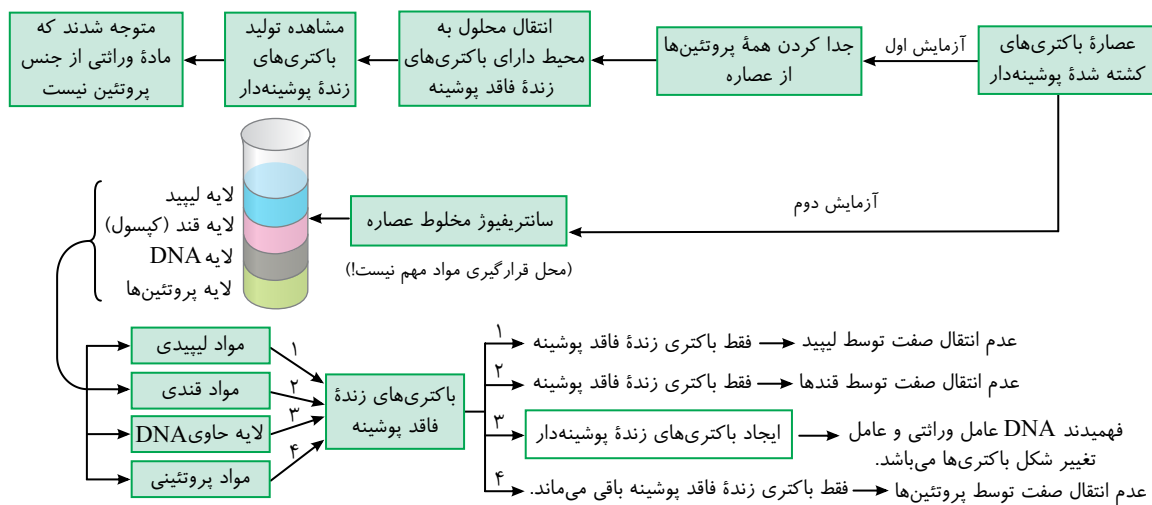 عصارهٔ باکتری‌های
کشته شدهٔ پوشینه‌دار
آزمایش اول
جدا کردن همهٔ پروتئین‌ها
از عصاره
انتقال محلول به
محیط دارای باکتری‌های
زندهٔ فاقد پوشینه
مشاهده تولید
باکتری‌های
زندهٔ پوشینه‌دار
متوجه شدند که
مادهٔ وراثتی از جنس
پروتئین نیست
آزمایش دوم
سانتریفیوژ مخلوط عصاره
(محل قرارگیری مواد مهم نیست!)
لایه لیپید
لایه قند (کپسول)
لایه DNA
لایه پروتئین‌ها
مواد لیپیدی
مواد قندی
لایه حاوی DNA
مواد پروتئینی
۱
۲
۳
۴
باکتری‌های زندهٔ
فاقد پوشینه
۱
فقط باکتری زندهٔ فاقد پوشینه
عدم انتقال صفت توسط لیپید
۲
فقط باکتری زندهٔ فاقد پوشینه
عدم انتقال صفت توسط قندها
۳
ایجاد باکتری‌های زندهٔ پوشینه‌دار
فهمیدند DNA عامل وراثتی و عامل
تغییر شکل باکتری‌ها می‌باشد.
۴
فقط باکتری زندهٔ فاقد پوشینه باقی می‌ماند.
عدم انتقال صفت توسط پروتئین‌ها